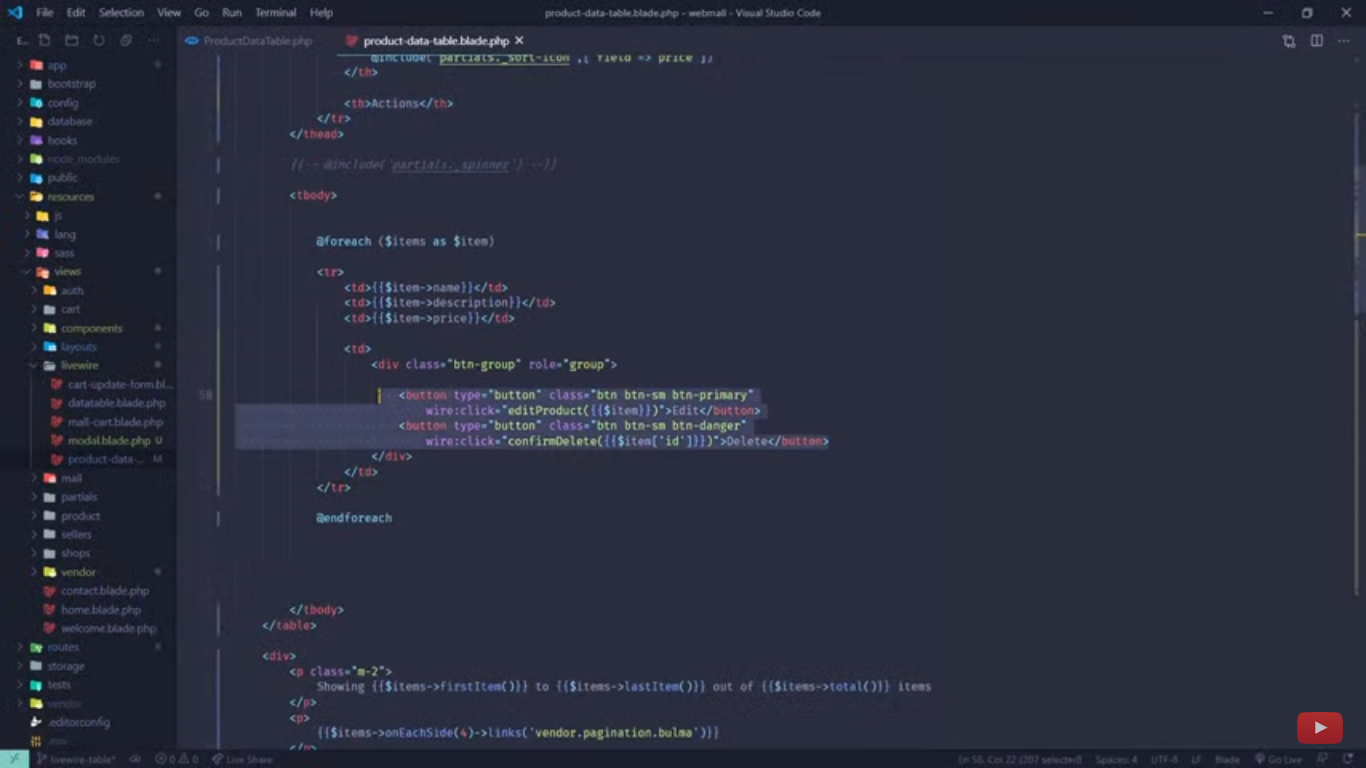 File Edit Selection View Go Run Terminal Help
product-data-table.blade.php - webmall - Visual Studio Code
E...
ProductDataTable.php
product-data-table.blade.php
app
bootstrap
config
database
hooks
node_modules
public
resources
js
lang
sass
views
auth
cart
components
layouts
livewire
cart-update-form.bl...
datatable.blade.php
mall-cart.blade.php
modal.blade.php U
product-data-... M
mail
partials
product
sellers
shops
vendor
contact.blade.php
home.blade.php
welcome.blade.php
routes
storage
tests
vendor
.editorconfig
.env
@include('partials._sort-icon',['field'=>'price'])
</th>
<th>Actions</th>
</tr>
</thead>
{{-- @include('partials._spinner') --}}
<tbody>
@foreach ($items as $item)
<tr>
<td>{{$item->name}}</td>
<td>{{$item->description}}</td>
<td>{{$item->price}}</td>
<td>
<div class="btn-group" role="group">
58
<button type="button" class="btn btn-sm btn-primary"
wire:click="editProduct({{$item}})">Edit</button>
<button type="button" class="btn btn-sm btn-danger"
wire:click="confirmDelete({{$item['id']}})">Delete</button>
</div>
</td>
</tr>
@endforeach
</tbody>
</table>
<div>
<p class="m-2">
Showing {{$items->firstItem()}} to {{$items->lastItem()}} out of {{$items->total()}} items
</p>
<p>
{{$items->onEachSide(4)->links('vendor.pagination.bulma')}}
</p>
livewire-table* 0 0 Live Share
Ln 58, Col 22 (203 selected) Spaces: 4 UTF-8 LF Blade Go Live